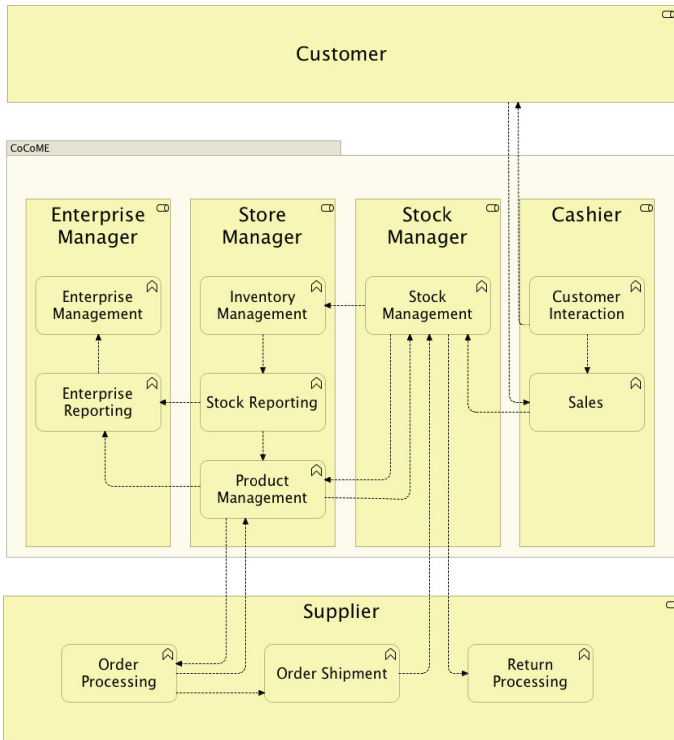 Customer
CoCoME
Enterprise
Manager
Store
Manager
Stock
Manager
Cashier
Enterprise
Management
Inventory
Management
Stock
Management
Customer
Interaction
Enterprise
Reporting
Stock Reporting
Sales
Product
Management
Supplier
Order
Processing
Order Shipment
Return
Processing